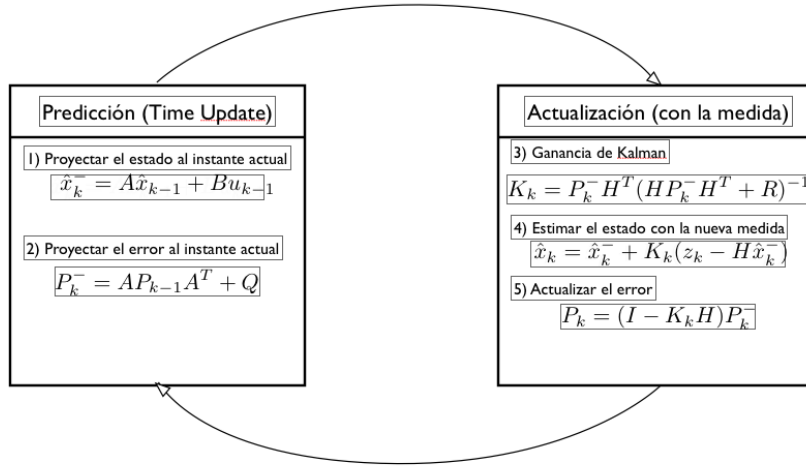 Predicción (Time Update)
1) Proyectar el estado al instante actual
x̂ₖ⁻ = Ax̂ₖ₋₁ + Buₖ₋₁
2) Proyectar el error al instante actual
Pₖ⁻ = APₖ₋₁Aᵀ + Q
Actualización (con la medida)
3) Ganancia de Kalman
Kₖ = Pₖ⁻Hᵀ(HPₖ⁻Hᵀ + R)⁻¹
4) Estimar el estado con la nueva medida
x̂ₖ = x̂ₖ⁻ + Kₖ(zₖ − Hx̂ₖ⁻)
5) Actualizar el error
Pₖ = (I − KₖH)Pₖ⁻